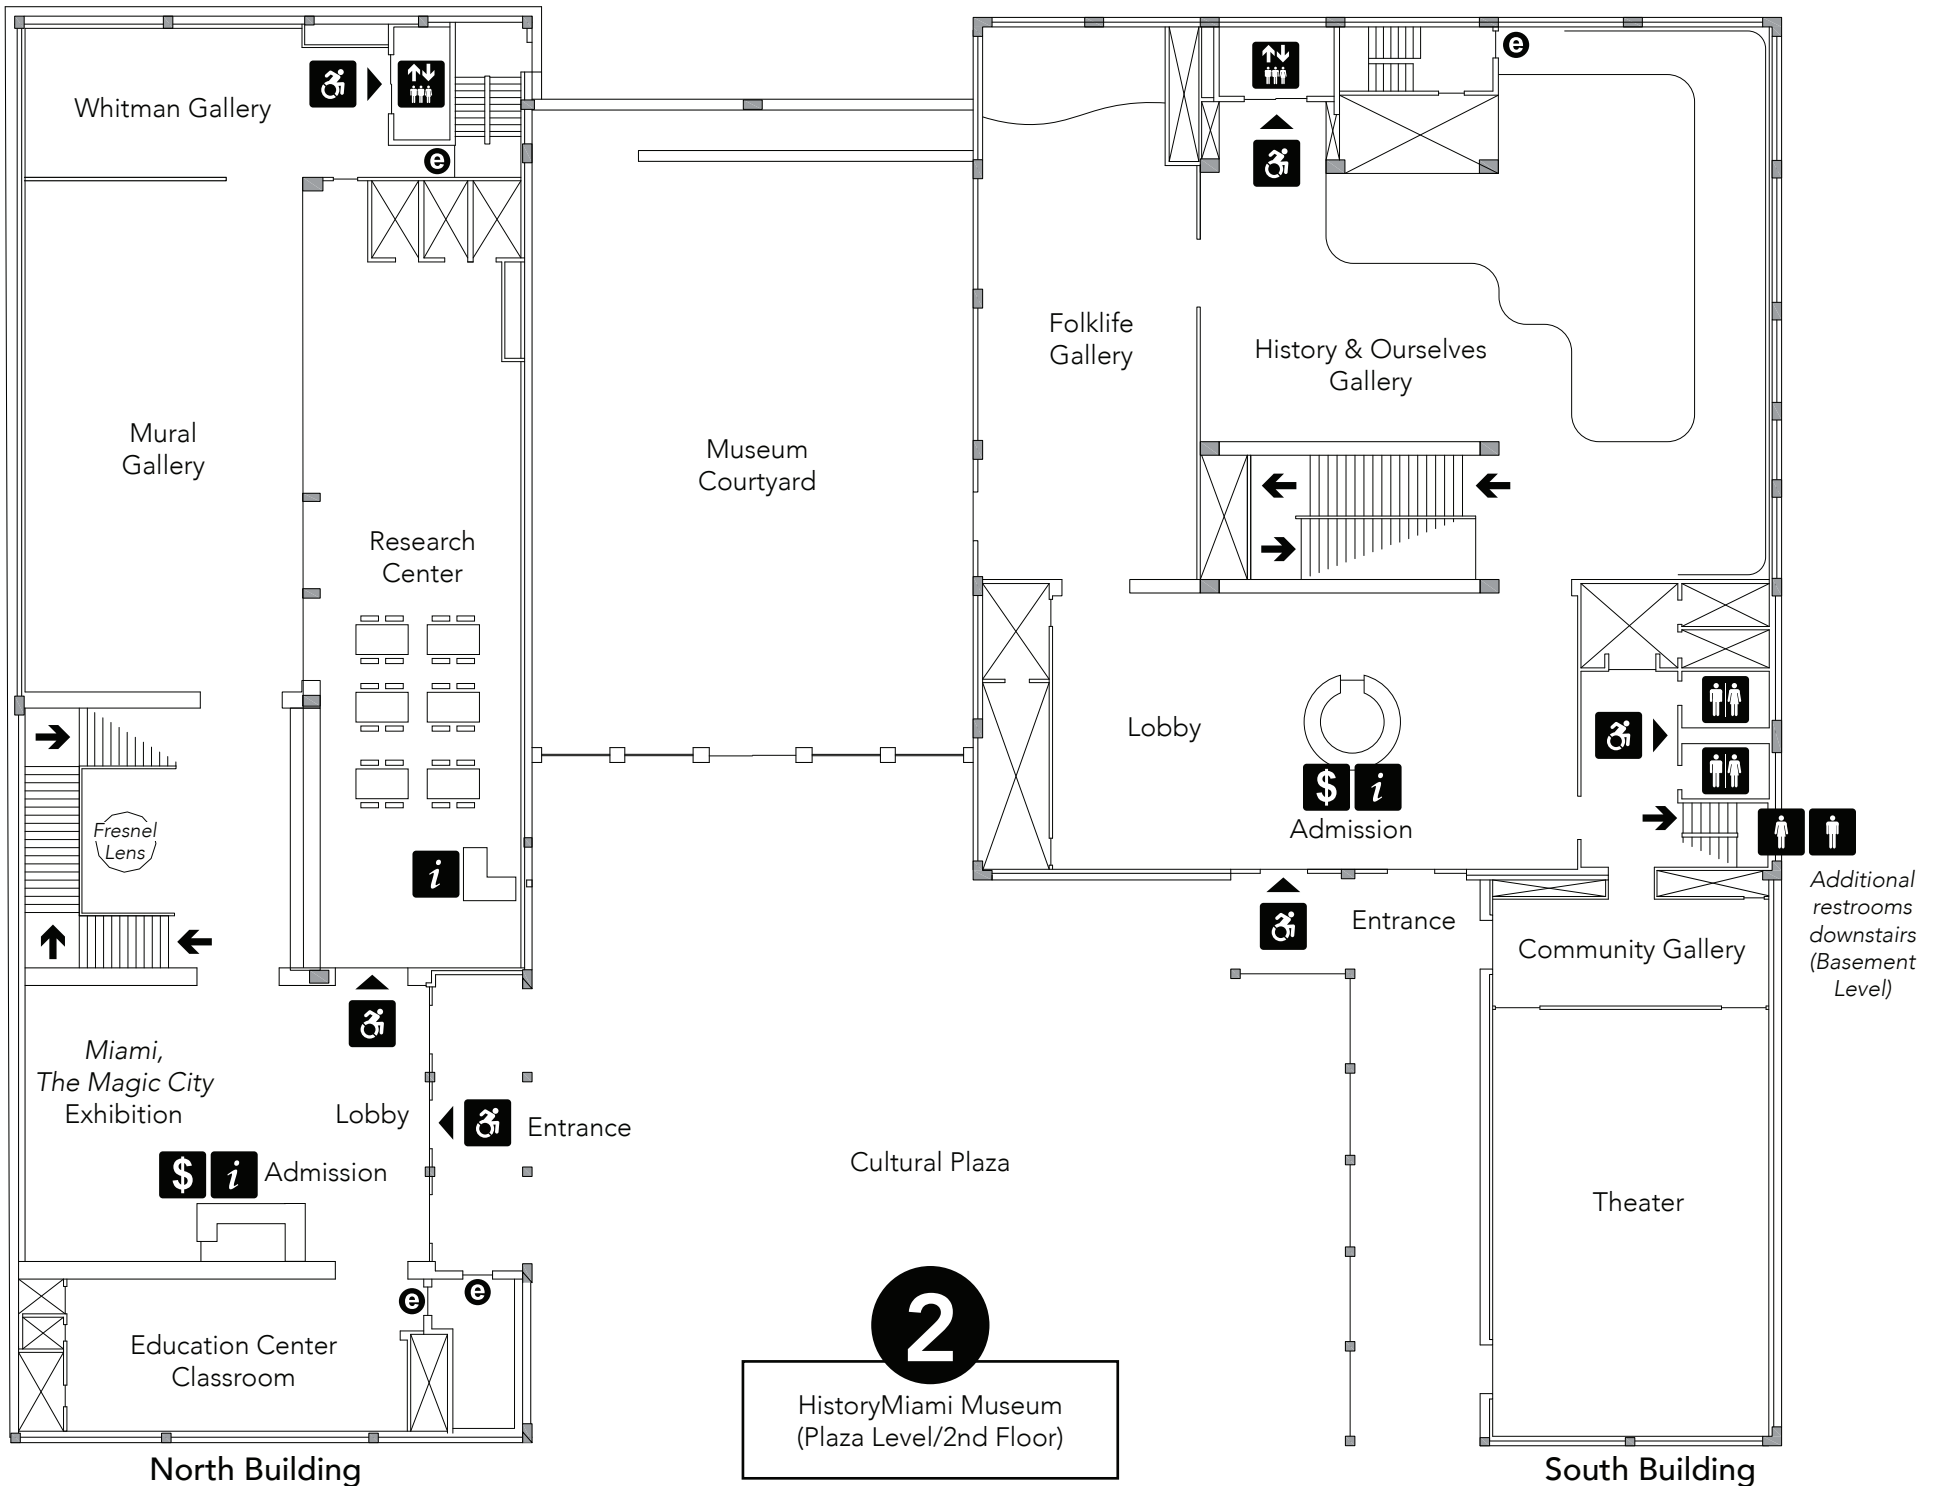 e
Whitman Gallery
e
Mural
Gallery
Folklife
Gallery
History & Ourselves
Gallery
Museum
Courtyard
Research
Center
Lobby
$ i
Admission
Fresnel
Lens
i
Additional
restrooms
downstairs
(Basement
Level)
Entrance
Community Gallery
Miami,
The Magic City
Exhibition
Lobby
Entrance
$ i Admission
Cultural Plaza
Theater
e
e
Education Center
Classroom
2
HistoryMiami Museum
(Plaza Level/2nd Floor)
North Building
South Building